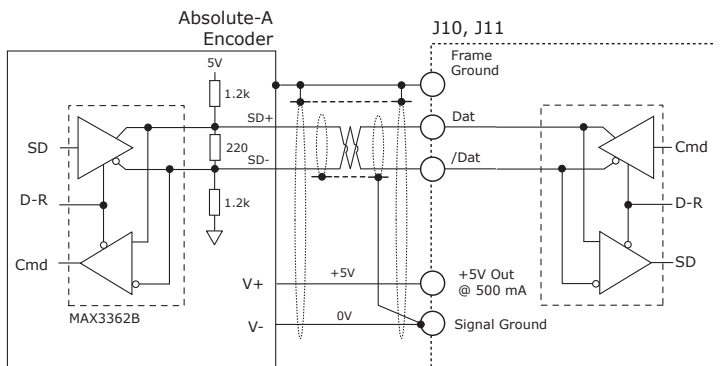 Absolute-A
Encoder
J10, J11
Frame
Ground
5V
1.2k
SD+
Dat
SD
220
Cmd
SD-
/Dat
D-R
1.2k
D-R
Cmd
SD
V+
+5V
+5V Out
@ 500 mA
MAX3362B
V-
0V
Signal Ground